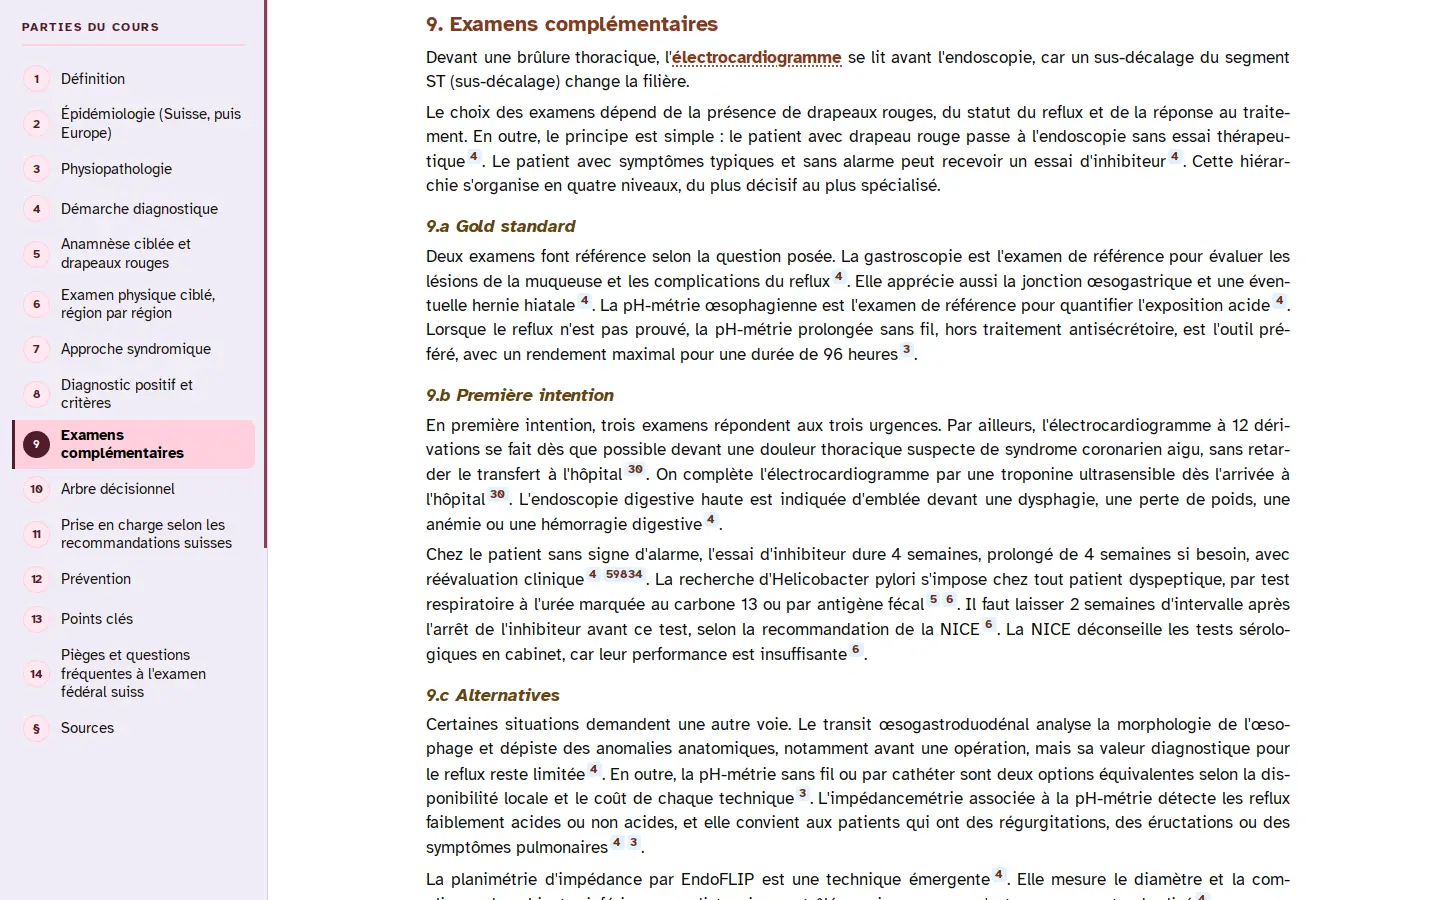 PARTIES DU COURS
1 Définition
2 Épidémiologie (Suisse, puis
Europe)
3 Physiopathologie
4 Démarche diagnostique
5 Anamnèse ciblée et
drapeaux rouges
6 Examen physique ciblé,
région par région
7 Approche syndromique
8 Diagnostic positif et
critères
9 Examens
complémentaires
10 Arbre décisionnel
11 Prise en charge selon les
recommandations suisses
12 Prévention
13 Points clés
14 Pièges et questions
fréquentes à l'examen
fédéral suiss
§ Sources
9. Examens complémentaires
Devant une brûlure thoracique, l'électrocardiogramme se lit avant l'endoscopie, car un sus-décalage du segment
ST (sus-décalage) change la filière.
Le choix des examens dépend de la présence de drapeaux rouges, du statut du reflux et de la réponse au traite-
ment. En outre, le principe est simple : le patient avec drapeau rouge passe à l'endoscopie sans essai thérapeu-
tique 4. Le patient avec symptômes typiques et sans alarme peut recevoir un essai d'inhibiteur 4. Cette hiérar-
chie s'organise en quatre niveaux, du plus décisif au plus spécialisé.
9.a Gold standard
Deux examens font référence selon la question posée. La gastroscopie est l'examen de référence pour évaluer les
lésions de la muqueuse et les complications du reflux 4. Elle apprécie aussi la jonction œsogastrique et une éven-
tuelle hernie hiatale 4. La pH-métrie œsophagienne est l'examen de référence pour quantifier l'exposition acide 4.
Lorsque le reflux n'est pas prouvé, la pH-métrie prolongée sans fil, hors traitement antisécrétoire, est l'outil pré-
féré, avec un rendement maximal pour une durée de 96 heures 3.
9.b Première intention
En première intention, trois examens répondent aux trois urgences. Par ailleurs, l'électrocardiogramme à 12 déri-
vations se fait dès que possible devant une douleur thoracique suspecte de syndrome coronarien aigu, sans retar-
der le transfert à l'hôpital 30. On complète l'électrocardiogramme par une troponine ultrasensible dès l'arrivée à
l'hôpital 30. L'endoscopie digestive haute est indiquée d'emblée devant une dysphagie, une perte de poids, une
anémie ou une hémorragie digestive 4.
Chez le patient sans signe d'alarme, l'essai d'inhibiteur dure 4 semaines, prolongé de 4 semaines si besoin, avec
réévaluation clinique 4 59834. La recherche d'Helicobacter pylori s'impose chez tout patient dyspeptique, par test
respiratoire à l'urée marquée au carbone 13 ou par antigène fécal 5 6. Il faut laisser 2 semaines d'intervalle après
l'arrêt de l'inhibiteur avant ce test, selon la recommandation de la NICE 6. La NICE déconseille les tests sérolo-
giques en cabinet, car leur performance est insuffisante 6.
9.c Alternatives
Certaines situations demandent une autre voie. Le transit œsogastroduodénal analyse la morphologie de l'œso-
phage et dépiste des anomalies anatomiques, notamment avant une opération, mais sa valeur diagnostique pour
le reflux reste limitée 4. En outre, la pH-métrie sans fil ou par cathéter sont deux options équivalentes selon la dis-
ponibilité locale et le coût de chaque technique 3. L'impédancemétrie associée à la pH-métrie détecte les reflux
faiblement acides ou non acides, et elle convient aux patients qui ont des régurgitations, des éructations ou des
symptômes pulmonaires 4 3.
La planimétrie d'impédance par EndoFLIP est une technique émergente 4. Elle mesure le diamètre et la com-